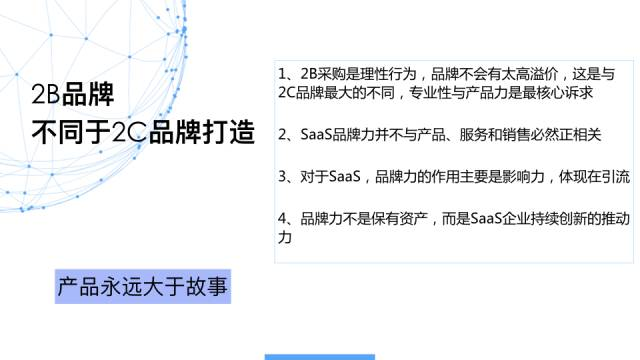 2B品牌
不同于2C品牌打造
1、2B采购是理性行为，品牌不会有太高溢价，这是与
2C品牌最大的不同，专业性与产品力是最核心诉求
2、SaaS品牌力并不与产品、服务和销售必然正相关
3、对于SaaS，品牌力的作用主要是影响力，体现在引流
4、品牌力不是保有资产，而是SaaS企业持续创新的推动
力
产品永远大于故事